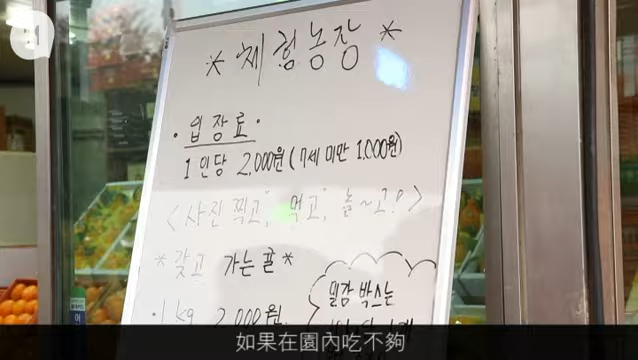 * 체험농장 *
· 입장료 ·
1인당 2,000원 (7세 미만 1,000원)
<사진 찍고, 먹고, 놀~고!>
* 갖고 가는 귤 *
· 1kg 2,000원
밀감 박스는
如果在園內吃不夠